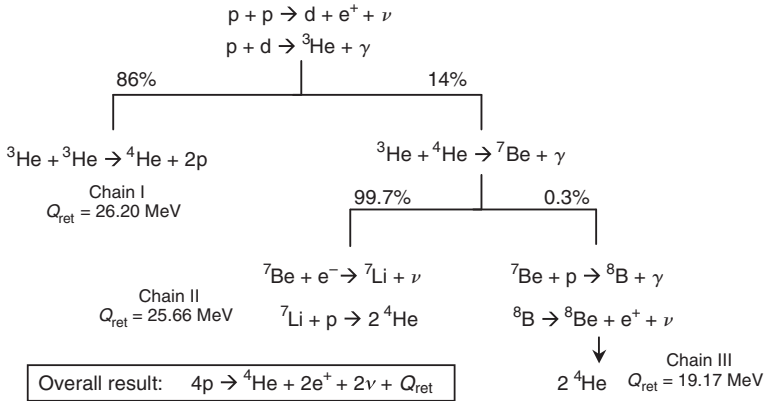 p + p → d + e⁺ + ν
p + d → ³He + γ
86%
14%
³He + ³He → ⁴He + 2p
³He + ⁴He → ⁷Be + γ
Chain I
Q_ret = 26.20 MeV
99.7%
0.3%
⁷Be + e⁻ → ⁷Li + ν
⁷Be + p → ⁸B + γ
Chain II
Q_ret = 25.66 MeV
⁷Li + p → 2 ⁴He
⁸B → ⁸Be + e⁺ + ν
Overall result: 4p → ⁴He + 2e⁺ + 2ν + Q_ret
2 ⁴He
Chain III
Q_ret = 19.17 MeV